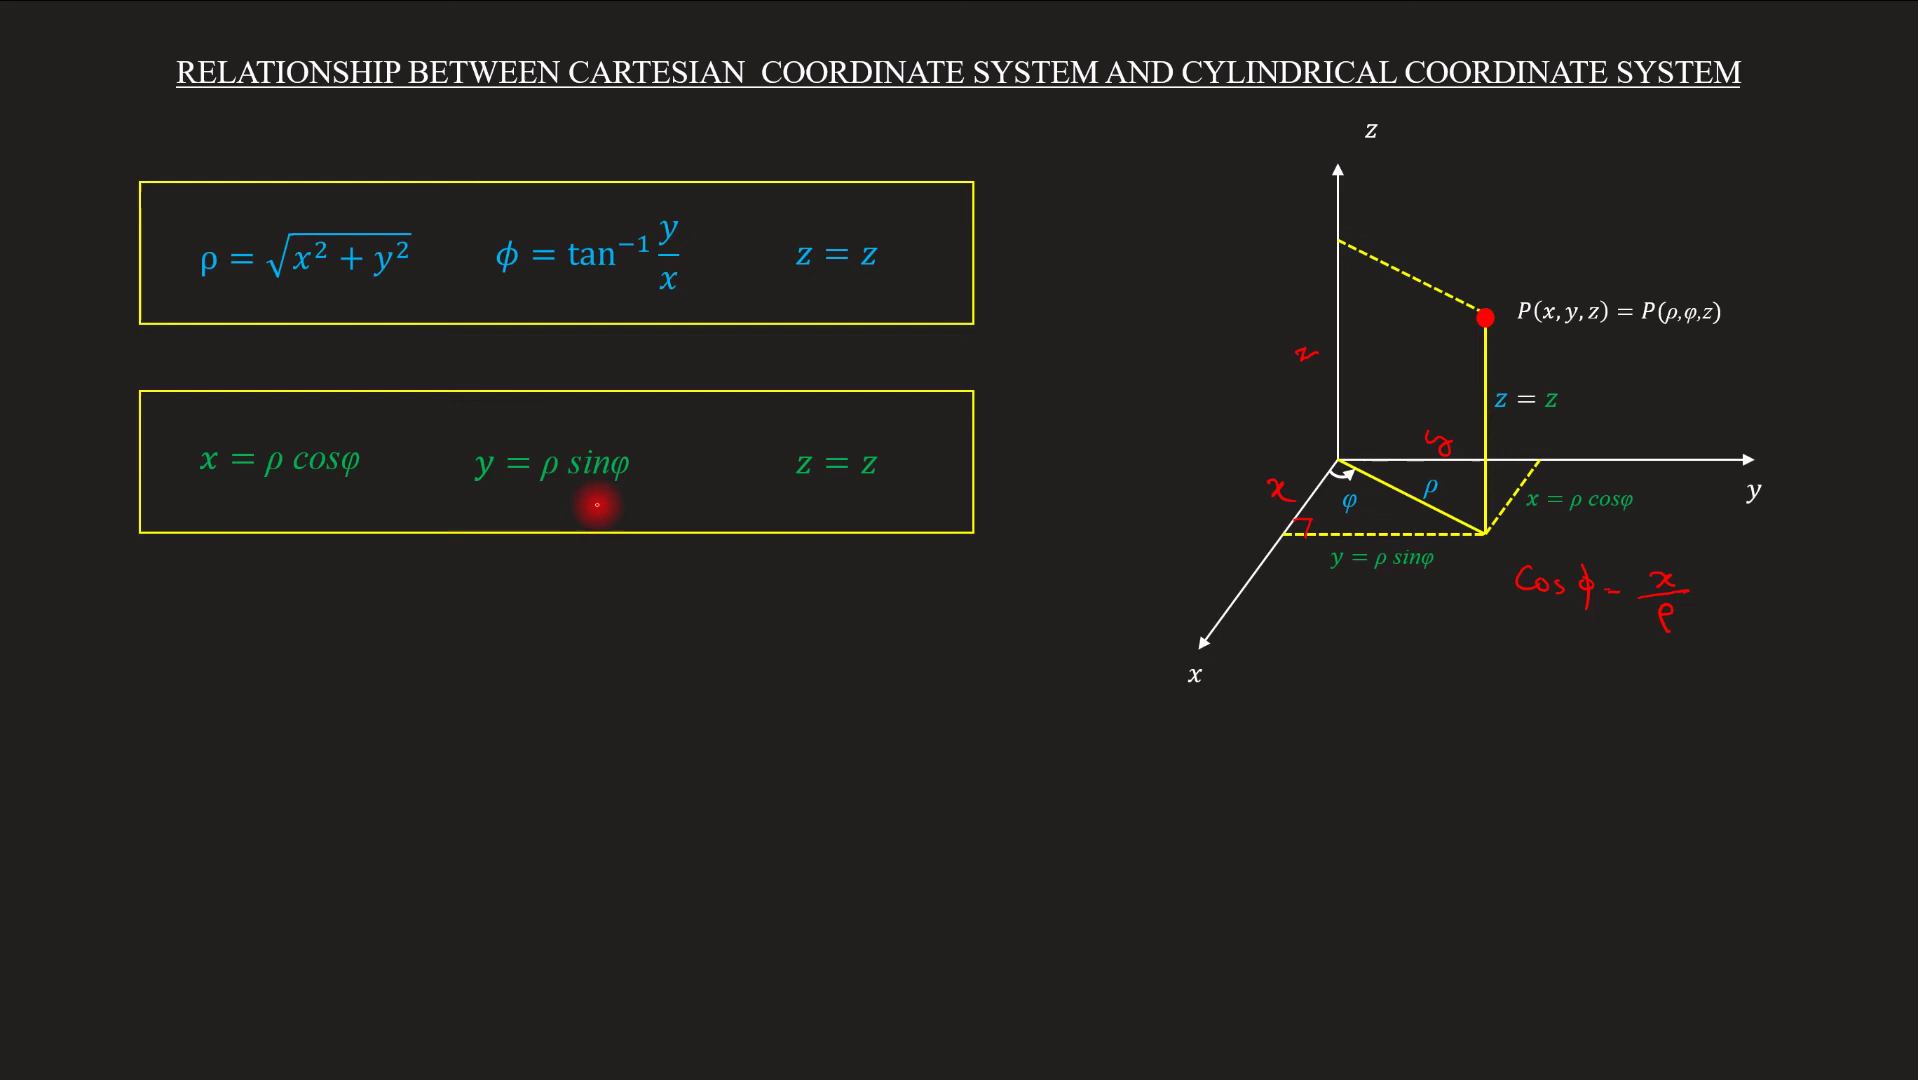 RELATIONSHIP BETWEEN CARTESIAN COORDINATE SYSTEM AND CYLINDRICAL COORDINATE SYSTEM
ρ = √(x² + y²)   ϕ = tan⁻¹ y/x   z = z
x = ρ cosφ   y = ρ sinφ   z = z
z
P(x, y, z) = P(ρ,φ,z)
z
z = z
y
x
φ
ρ
x = ρ cosφ
y
y = ρ sinφ
Cos ϕ = x/ρ
x